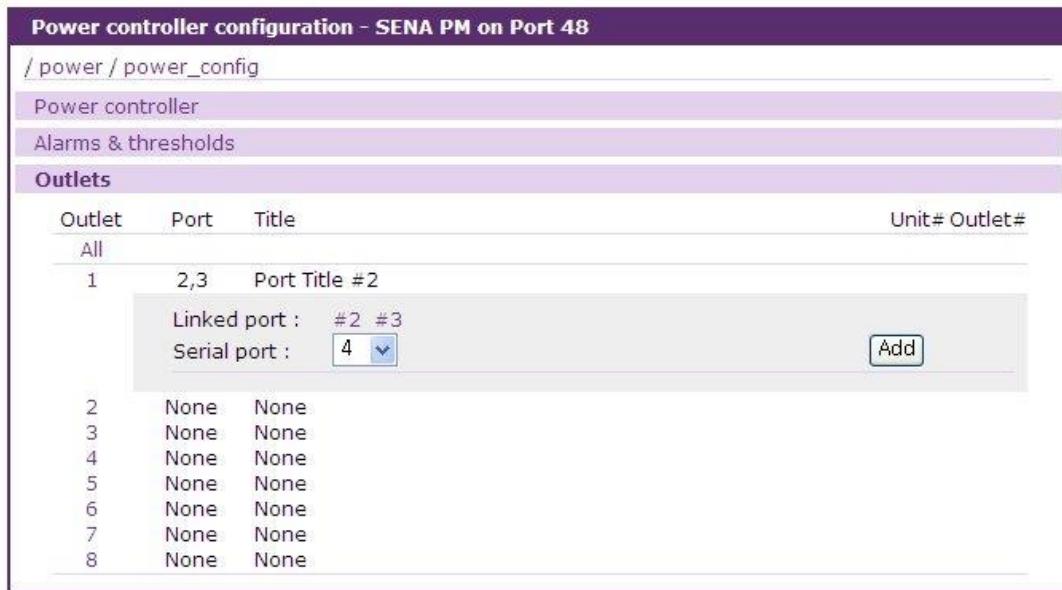 Power controller configuration - SENA PM on Port 48
/ power / power_config
Power controller
Alarms & thresholds
Outlets
Outlet Port Title Unit# Outlet#
All
1 2,3 Port Title #2
Linked port : #2 #3
Serial port : 4 Add
2 None None
3 None None
4 None None
5 None None
6 None None
7 None None
8 None None